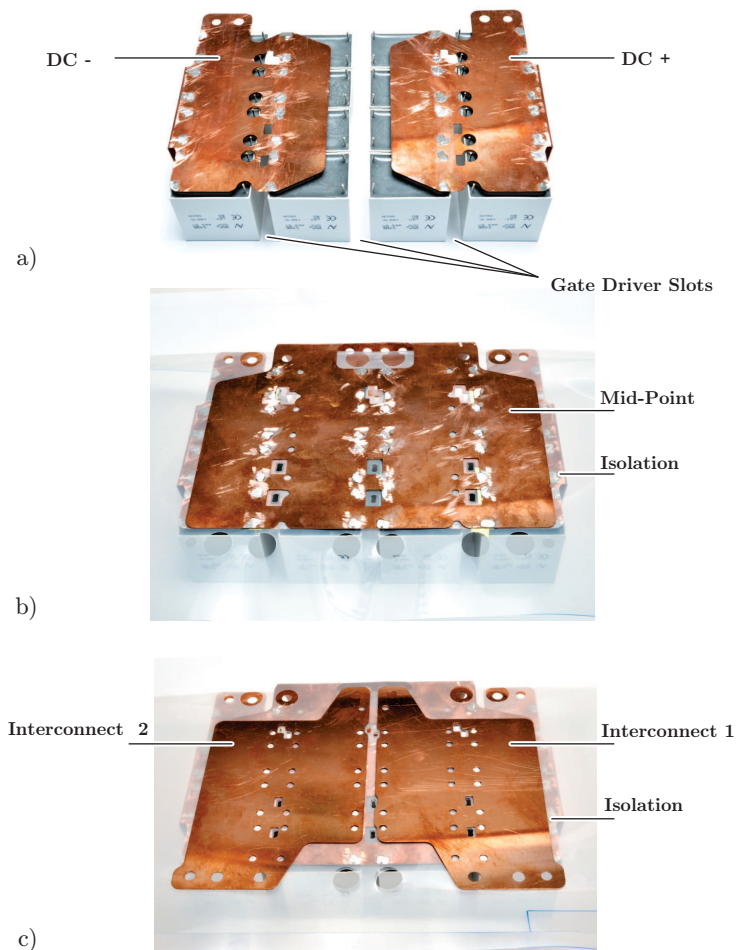 DC -
DC +
a)
Gate Driver Slots
Mid-Point
Isolation
b)
Interconnect 2
Interconnect 1
Isolation
c)